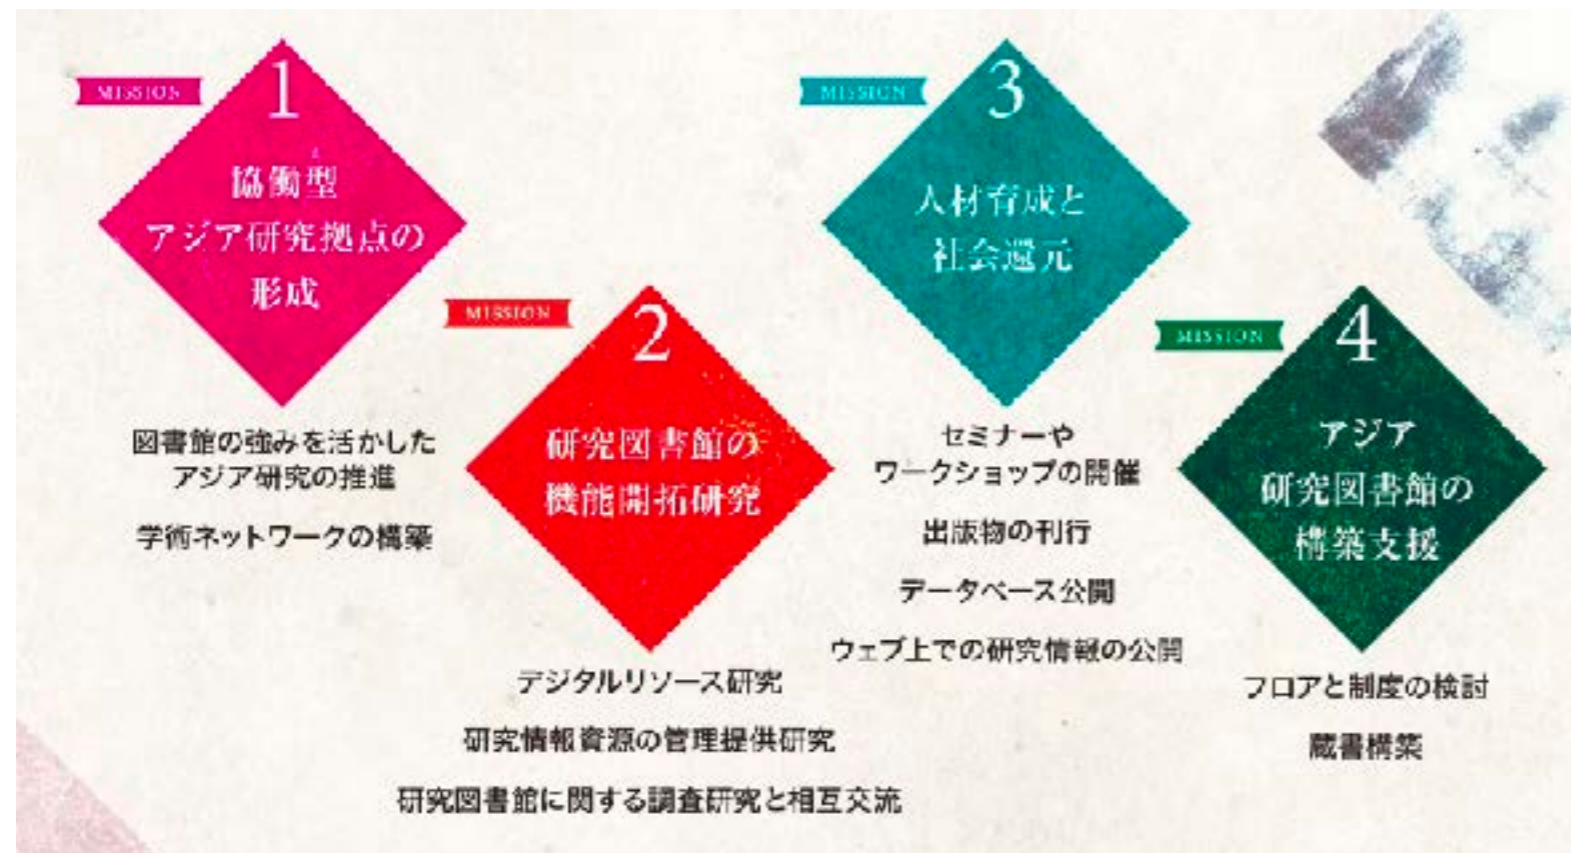 MISSION
1
協働型
アジア研究拠点の
形成
図書館の強みを活かした
アジア研究の推進
学術ネットワークの構築
MISSION
2
研究図書館の
機能開拓研究
デジタルリソース研究
研究情報資源の管理提供研究
研究図書館に関する調査研究と相互交流
MISSION
3
人材育成と
社会還元
セミナーや
ワークショップの開催
出版物の刊行
データベース公開
ウェブ上での研究情報の公開
MISSION
4
アジア
研究図書館の
構築支援
フロアと制度の検討
蔵書構築